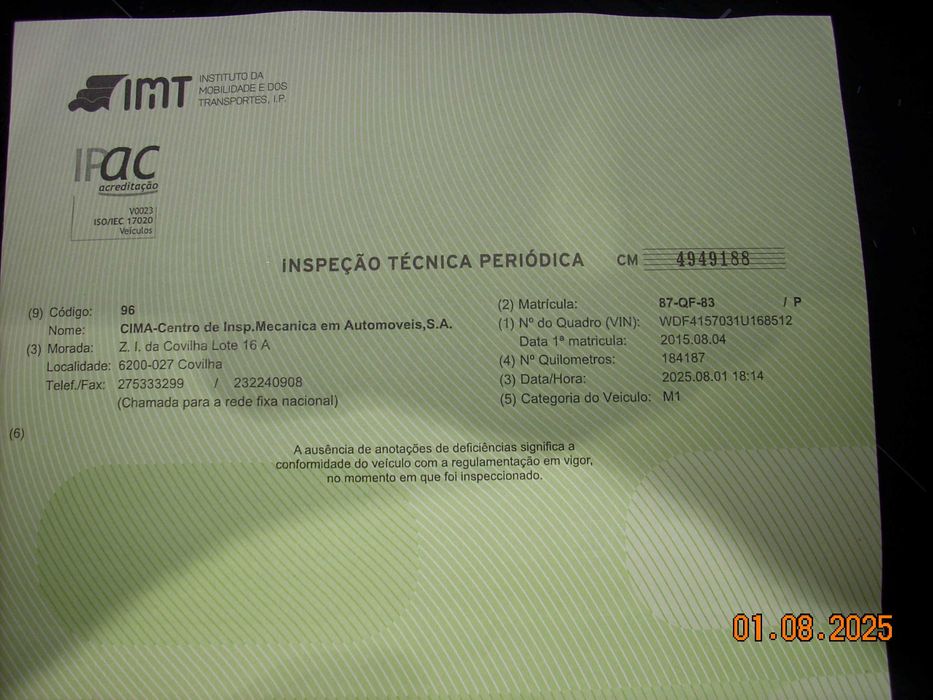 IMT INSTITUTO DA
MOBILIDADE E DOS
TRANSPORTES, I.P.
IPAC
acreditação
V0023
ISO/IEC 17020
Veículos
INSPEÇÃO TÉCNICA PERIÓDICA CM 4949188
(9) Código: 96
Nome: CIMA-Centro de Insp.Mecanica em Automoveis,S.A.
(3) Morada: Z. I. da Covilha Lote 16 A
Localidade: 6200-027 Covilha
Telef./Fax: 275333299 / 232240908
(Chamada para a rede fixa nacional)
(2) Matrícula: 87-QF-83 / P
(1) Nº do Quadro (VIN): WDF4157031U168512
Data 1ª matricula: 2015.08.04
(4) Nº Quilometros: 184187
(3) Data/Hora: 2025.08.01 18:14
(5) Categoria do Veiculo: M1
(6)
A ausência de anotações de deficiências significa a
conformidade do veículo com a regulamentação em vigor,
no momento em que foi inspeccionado.
01.08.2025